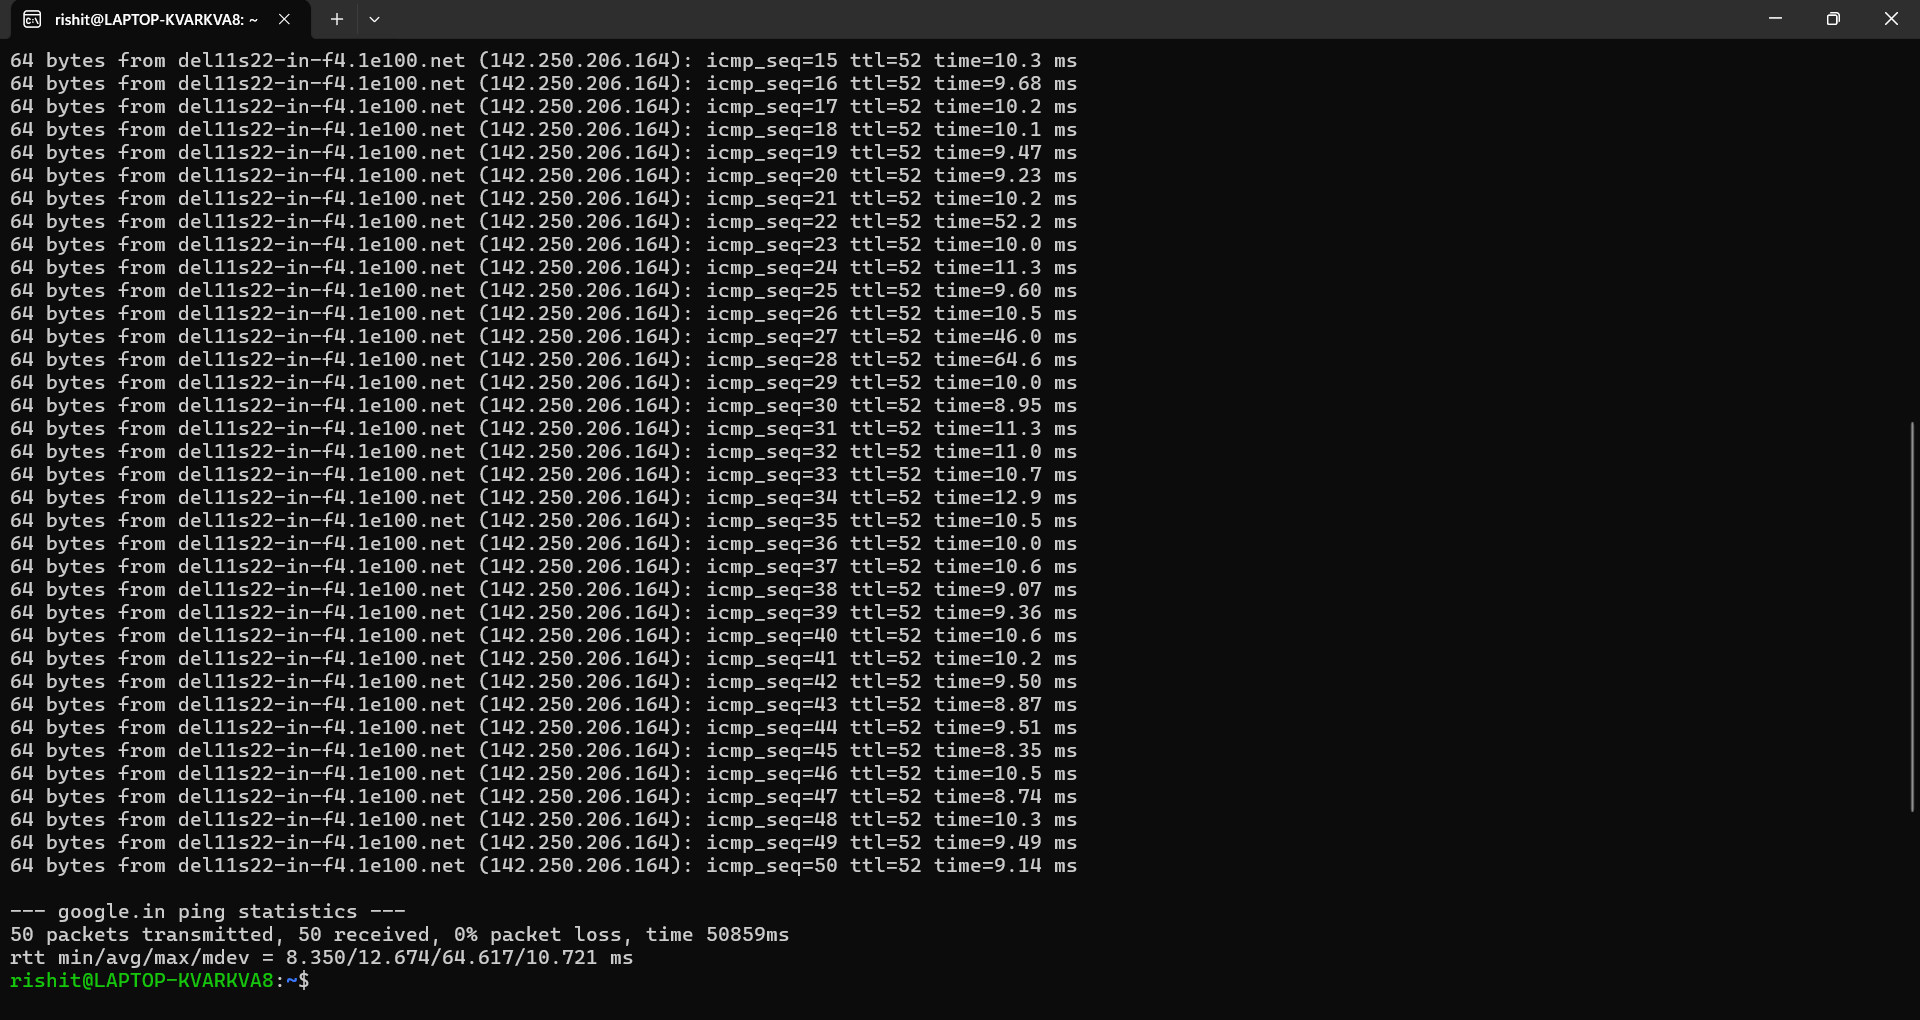 rishit@LAPTOP-KVARKVA8: ~
64 bytes from del11s22-in-f4.1e100.net (142.250.206.164): icmp_seq=15 ttl=52 time=10.3 ms
64 bytes from del11s22-in-f4.1e100.net (142.250.206.164): icmp_seq=16 ttl=52 time=9.68 ms
64 bytes from del11s22-in-f4.1e100.net (142.250.206.164): icmp_seq=17 ttl=52 time=10.2 ms
64 bytes from del11s22-in-f4.1e100.net (142.250.206.164): icmp_seq=18 ttl=52 time=10.1 ms
64 bytes from del11s22-in-f4.1e100.net (142.250.206.164): icmp_seq=19 ttl=52 time=9.47 ms
64 bytes from del11s22-in-f4.1e100.net (142.250.206.164): icmp_seq=20 ttl=52 time=9.23 ms
64 bytes from del11s22-in-f4.1e100.net (142.250.206.164): icmp_seq=21 ttl=52 time=10.2 ms
64 bytes from del11s22-in-f4.1e100.net (142.250.206.164): icmp_seq=22 ttl=52 time=52.2 ms
64 bytes from del11s22-in-f4.1e100.net (142.250.206.164): icmp_seq=23 ttl=52 time=10.0 ms
64 bytes from del11s22-in-f4.1e100.net (142.250.206.164): icmp_seq=24 ttl=52 time=11.3 ms
64 bytes from del11s22-in-f4.1e100.net (142.250.206.164): icmp_seq=25 ttl=52 time=9.60 ms
64 bytes from del11s22-in-f4.1e100.net (142.250.206.164): icmp_seq=26 ttl=52 time=10.5 ms
64 bytes from del11s22-in-f4.1e100.net (142.250.206.164): icmp_seq=27 ttl=52 time=46.0 ms
64 bytes from del11s22-in-f4.1e100.net (142.250.206.164): icmp_seq=28 ttl=52 time=64.6 ms
64 bytes from del11s22-in-f4.1e100.net (142.250.206.164): icmp_seq=29 ttl=52 time=10.0 ms
64 bytes from del11s22-in-f4.1e100.net (142.250.206.164): icmp_seq=30 ttl=52 time=8.95 ms
64 bytes from del11s22-in-f4.1e100.net (142.250.206.164): icmp_seq=31 ttl=52 time=11.3 ms
64 bytes from del11s22-in-f4.1e100.net (142.250.206.164): icmp_seq=32 ttl=52 time=11.0 ms
64 bytes from del11s22-in-f4.1e100.net (142.250.206.164): icmp_seq=33 ttl=52 time=10.7 ms
64 bytes from del11s22-in-f4.1e100.net (142.250.206.164): icmp_seq=34 ttl=52 time=12.9 ms
64 bytes from del11s22-in-f4.1e100.net (142.250.206.164): icmp_seq=35 ttl=52 time=10.5 ms
64 bytes from del11s22-in-f4.1e100.net (142.250.206.164): icmp_seq=36 ttl=52 time=10.0 ms
64 bytes from del11s22-in-f4.1e100.net (142.250.206.164): icmp_seq=37 ttl=52 time=10.6 ms
64 bytes from del11s22-in-f4.1e100.net (142.250.206.164): icmp_seq=38 ttl=52 time=9.07 ms
64 bytes from del11s22-in-f4.1e100.net (142.250.206.164): icmp_seq=39 ttl=52 time=9.36 ms
64 bytes from del11s22-in-f4.1e100.net (142.250.206.164): icmp_seq=40 ttl=52 time=10.6 ms
64 bytes from del11s22-in-f4.1e100.net (142.250.206.164): icmp_seq=41 ttl=52 time=10.2 ms
64 bytes from del11s22-in-f4.1e100.net (142.250.206.164): icmp_seq=42 ttl=52 time=9.50 ms
64 bytes from del11s22-in-f4.1e100.net (142.250.206.164): icmp_seq=43 ttl=52 time=8.87 ms
64 bytes from del11s22-in-f4.1e100.net (142.250.206.164): icmp_seq=44 ttl=52 time=9.51 ms
64 bytes from del11s22-in-f4.1e100.net (142.250.206.164): icmp_seq=45 ttl=52 time=8.35 ms
64 bytes from del11s22-in-f4.1e100.net (142.250.206.164): icmp_seq=46 ttl=52 time=10.5 ms
64 bytes from del11s22-in-f4.1e100.net (142.250.206.164): icmp_seq=47 ttl=52 time=8.74 ms
64 bytes from del11s22-in-f4.1e100.net (142.250.206.164): icmp_seq=48 ttl=52 time=10.3 ms
64 bytes from del11s22-in-f4.1e100.net (142.250.206.164): icmp_seq=49 ttl=52 time=9.49 ms
64 bytes from del11s22-in-f4.1e100.net (142.250.206.164): icmp_seq=50 ttl=52 time=9.14 ms

--- google.in ping statistics ---
50 packets transmitted, 50 received, 0% packet loss, time 50859ms
rtt min/avg/max/mdev = 8.350/12.674/64.617/10.721 ms
rishit@LAPTOP-KVARKVA8:~$